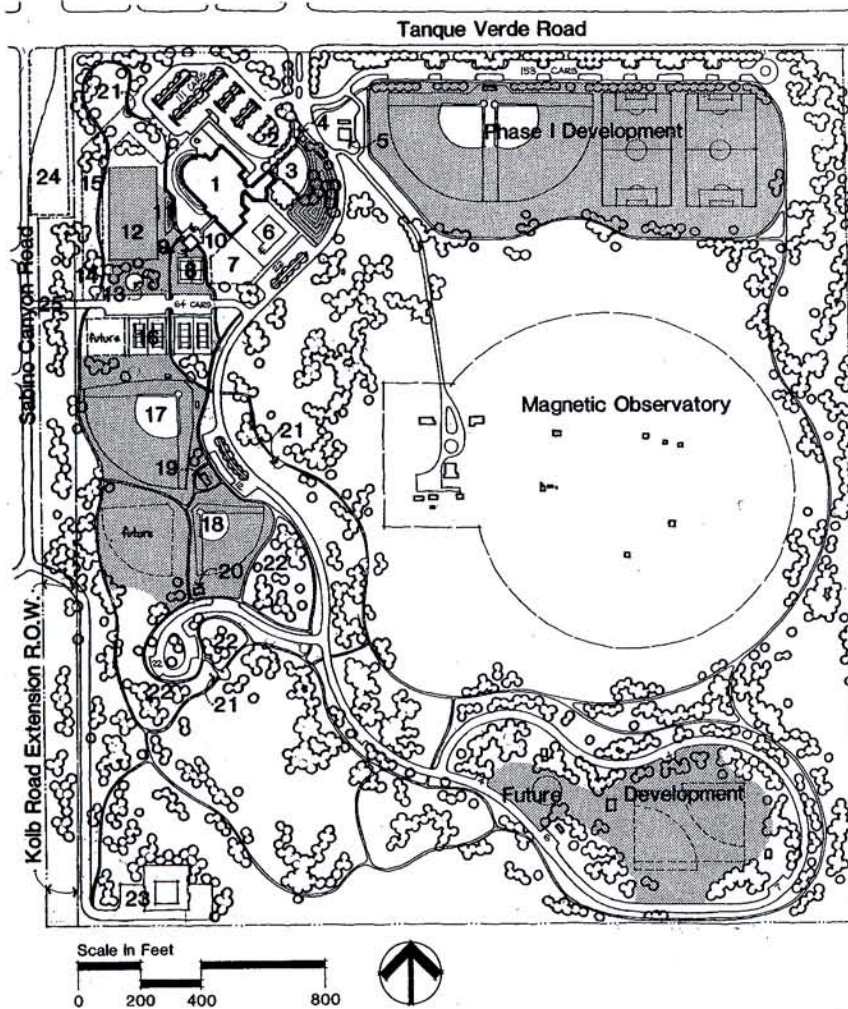 Tanque Verde Road
153 CARS
21
4
Phase I Development
5
3
1
24
15
11
12
6
10
9
7
8
14
13
64 CARS
2
Sabino Canyon Road
future
16
Magnetic Observatory
17
21
19
18
future
20
22
22
22
22
21
Kolb Road Extension R.O.W.
Future Development
23
Scale in Feet
0 200 400 800